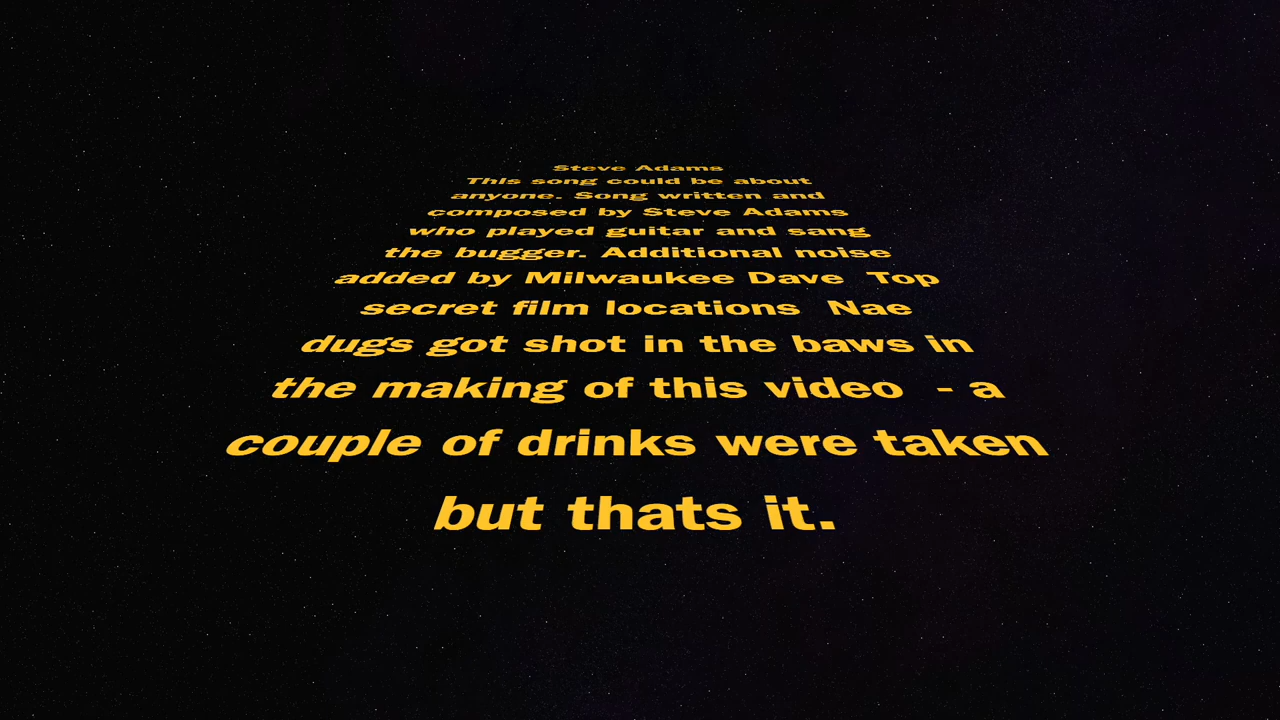 Steve Adams
This song could be about
anyone. Song written and
composed by Steve Adams
who played guitar and sang
the bugger. Additional noise
added by Milwaukee Dave  Top
secret film locations  Nae
dugs got shot in the baws in
the making of this video  - a
couple of drinks were taken
but thats it.